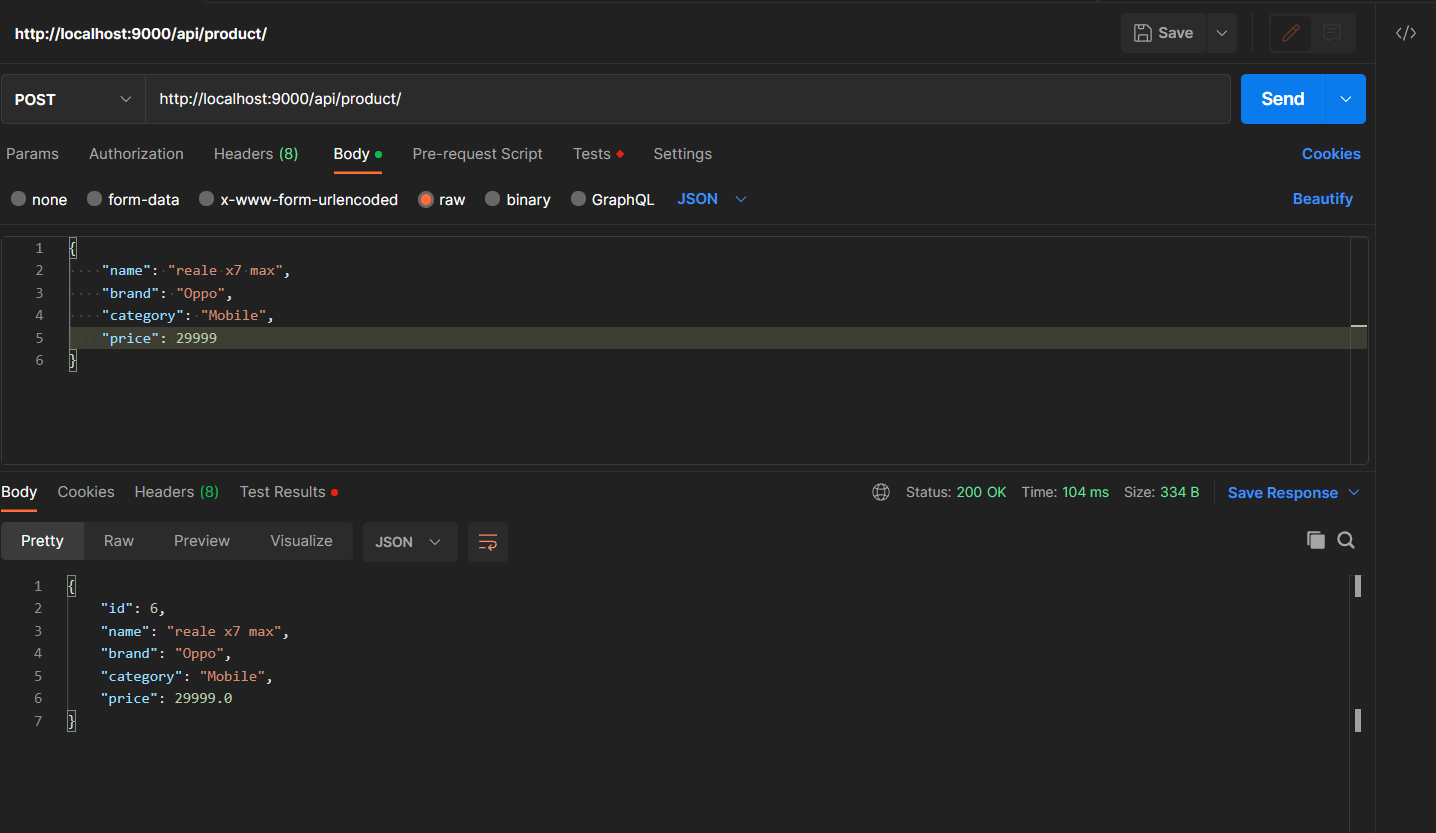 http://localhost:9000/api/product/ Save </>
POST http://localhost:9000/api/product/ Send
Params Authorization Headers (8) Body Pre-request Script Tests Settings Cookies
none form-data x-www-form-urlencoded raw binary GraphQL JSON Beautify
1 {
2 "name": "reale x7 max",
3 "brand": "Oppo",
4 "category": "Mobile",
5 "price": 29999
6 }
Body Cookies Headers (8) Test Results Status: 200 OK Time: 104 ms Size: 334 B Save Response
Pretty Raw Preview Visualize JSON
1 {
2 "id": 6,
3 "name": "reale x7 max",
4 "brand": "Oppo",
5 "category": "Mobile",
6 "price": 29999.0
7 }